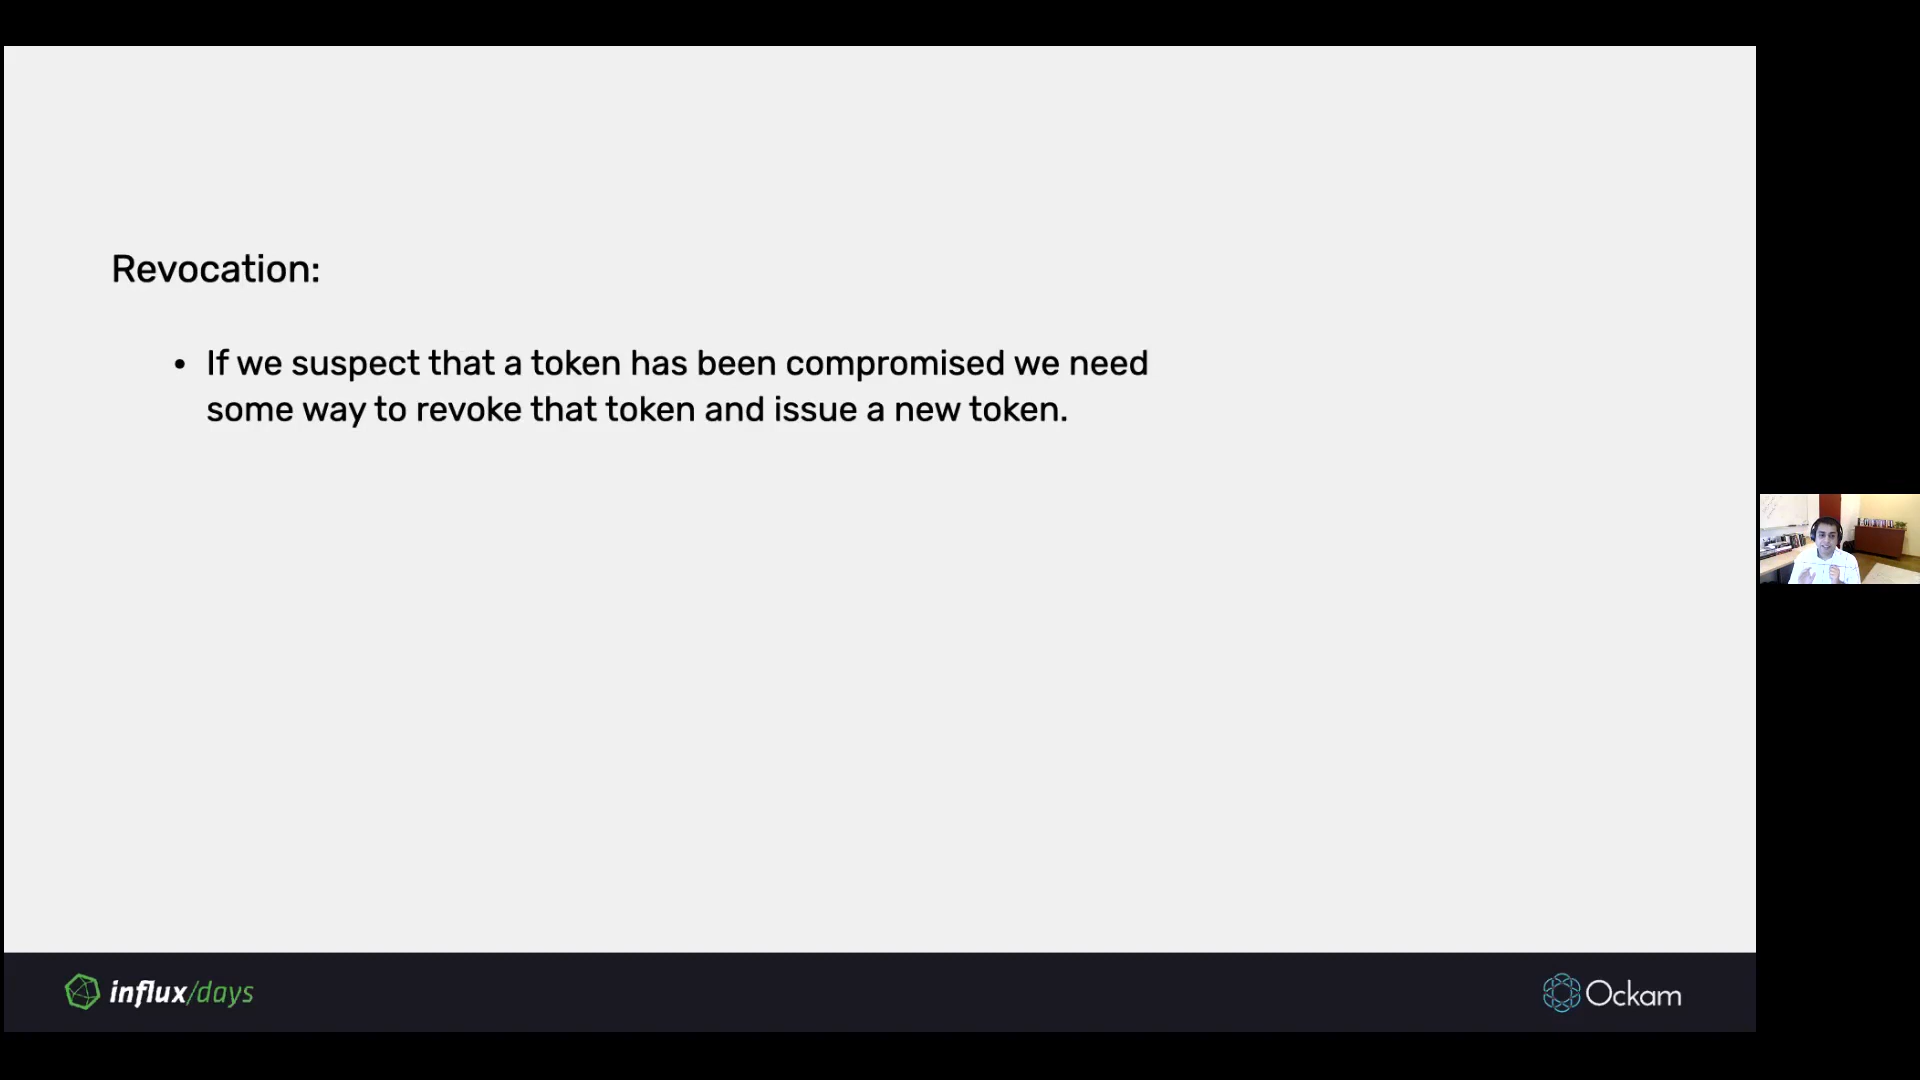 Revocation:
• If we suspect that a token has been compromised we need
some way to revoke that token and issue a new token.
influx/days
Ockam